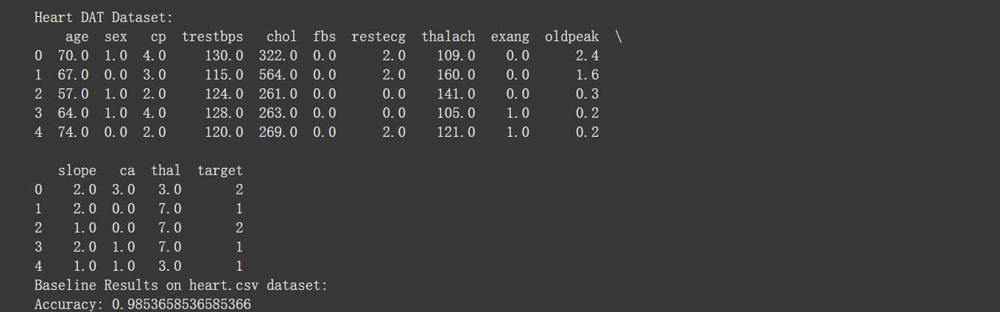 Heart DAT Dataset:
    age  sex   cp  trestbps   chol  fbs  restecg  thalach  exang  oldpeak  \
0  70.0  1.0  4.0     130.0  322.0  0.0      2.0    109.0    0.0      2.4
1  67.0  0.0  3.0     115.0  564.0  0.0      2.0    160.0    0.0      1.6
2  57.0  1.0  2.0     124.0  261.0  0.0      0.0    141.0    0.0      0.3
3  64.0  1.0  4.0     128.0  263.0  0.0      0.0    105.0    1.0      0.2
4  74.0  0.0  2.0     120.0  269.0  0.0      2.0    121.0    1.0      0.2

   slope   ca  thal  target
0    2.0  3.0   3.0       2
1    2.0  0.0   7.0       1
2    1.0  0.0   7.0       2
3    2.0  1.0   7.0       1
4    1.0  1.0   3.0       1
Baseline Results on heart.csv dataset:
Accuracy: 0.9853658536585366